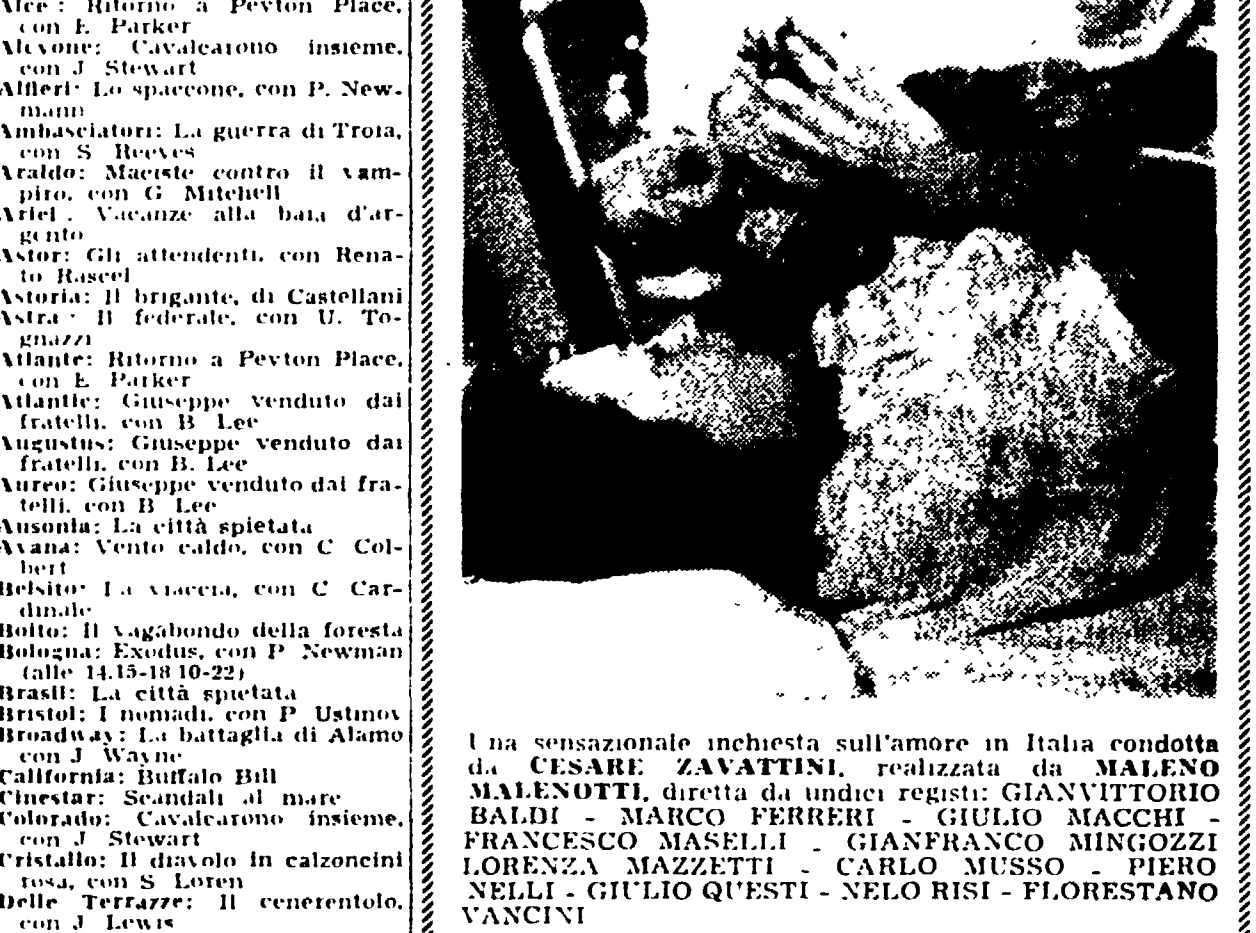 Alce: Ritorno a Peyton Place,
con E. Parker
Alcyone: Cavalcarono insieme,
con J Stewart
Alfieri: Lo spaccone, con P. New-
mann
Ambasciatori: La guerra di Troia,
con S Reeves
Araldo: Maciste contro il vam-
piro, con G Mitchell
Ariel. Vacanze alla baia d'ar-
gento
Astor: Gli attendenti, con Rena-
to Rascel
Astoria: Il brigante, di Castellani
Astra: Il federale, con U. To-
gnazzi
Atlante: Ritorno a Peyton Place,
con E Parker
Atlantic: Giuseppe venduto dai
fratelli, con B Lee
Augustus: Giuseppe venduto dai
fratelli, con B. Lee
Aureo: Giuseppe venduto dai fra-
telli, con B Lee
Ausonia: La città spietata
Avana: Vento caldo, con C Col-
bert
Belsito: La viaccia, con C Car-
dinale
Boito: Il vagabondo della foresta
Bologna: Exodus, con P Newman
(alle 14.15-18 10-22)
Brasil: La città spietata
Bristol: I nomadi, con P Ustinov
Broadway: La battaglia di Alamo
con J Wayne
California: Buffalo Bill
Cinestar: Scandali al mare
Colorado: Cavalcarono insieme,
con J Stewart
Cristallo: Il diavolo in calzoncini
rosa, con S Loren
Delle Terrazze: Il cenerentolo,
con J Lewis
Una sensazionale inchiesta sull'amore in Italia condotta
da CESARE ZAVATTINI, realizzata da MALENO
MALENOTTI, diretta da undici registi: GIANVITTORIO
BALDI - MARCO FERRERI - GIULIO MACCHI -
FRANCESCO MASELLI - GIANFRANCO MINGOZZI
LORENZA MAZZETTI - CARLO MUSSO - PIERO
NELLI - GIULIO QUESTI - NELO RISI - FLORESTANO
VANCINI